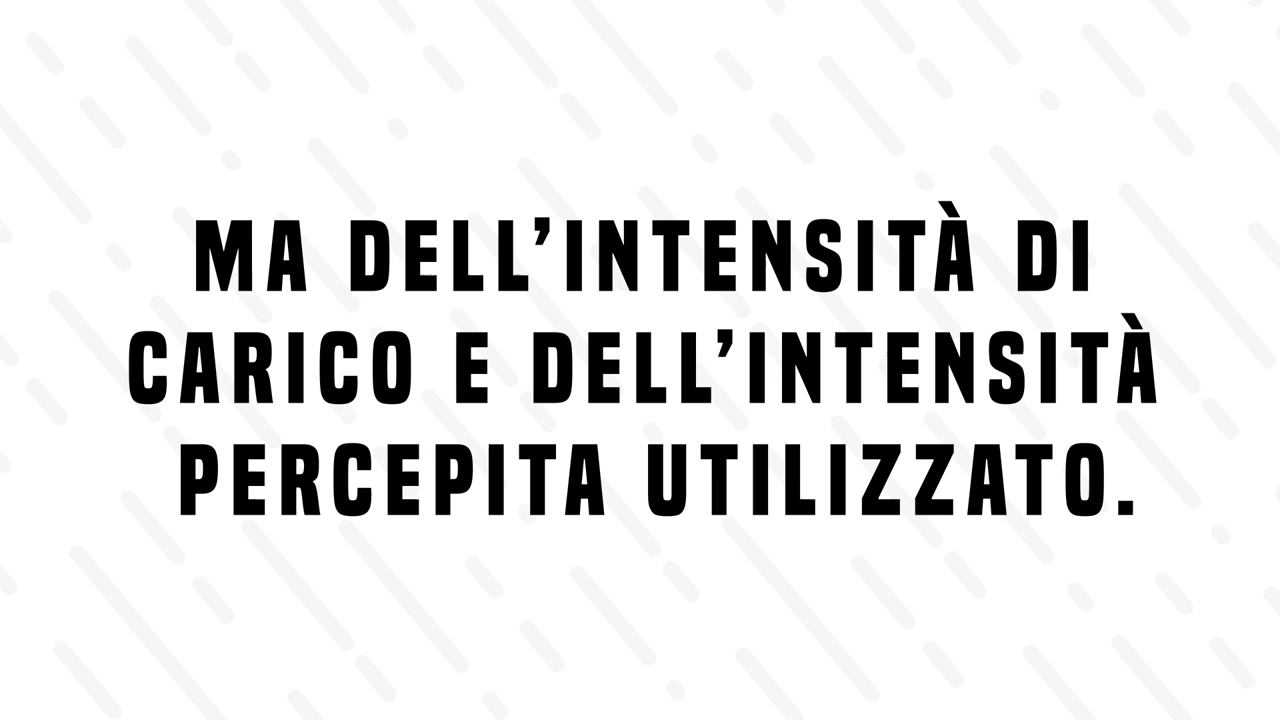 MA DELL’INTENSITÀ DI
CARICO E DELL’INTENSITÀ
PERCEPITA UTILIZZATO.